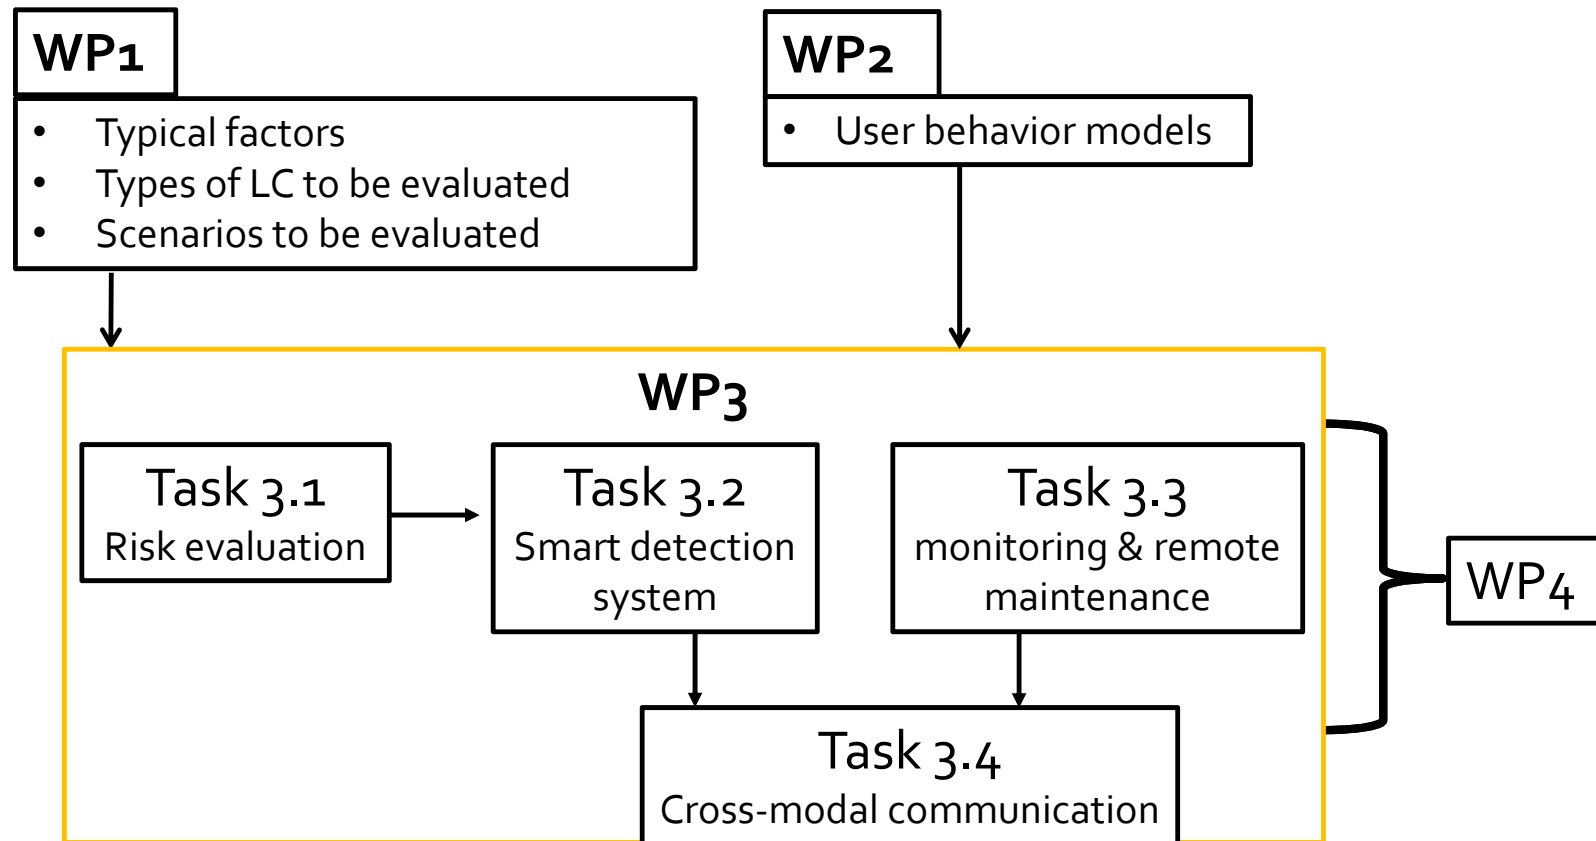 WP1
• Typical factors
• Types of LC to be evaluated
• Scenarios to be evaluated
WP2
• User behavior models
WP3
Task 3.1
Risk evaluation
Task 3.2
Smart detection
system
Task 3.3
monitoring & remote
maintenance
Task 3.4
Cross-modal communication
WP4